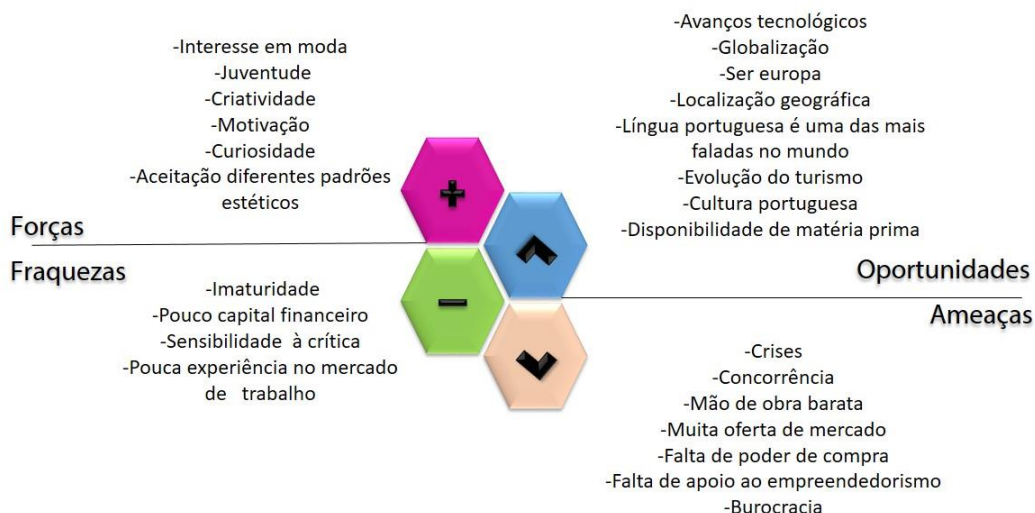 -Interesse em moda
-Juventude
-Criatividade
-Motivação
-Curiosidade
-Aceitação diferentes padrões
estéticos
Forças
Fraquezas
-Imaturidade
-Pouco capital financeiro
-Sensibilidade à crítica
-Pouca experiência no mercado
de trabalho
-Avanços tecnológicos
-Globalização
-Ser europa
-Localização geográfica
-Língua portuguesa é uma das mais
faladas no mundo
-Evolução do turismo
-Cultura portuguesa
-Disponibilidade de matéria prima
Oportunidades
Ameaças
-Crises
-Concorrência
-Mão de obra barata
-Muita oferta de mercado
-Falta de poder de compra
-Falta de apoio ao empreendedorismo
-Burocracia